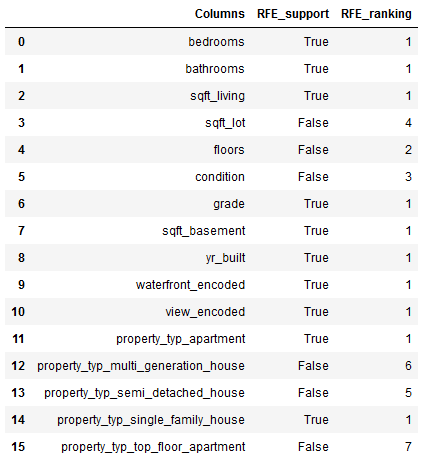 Columns RFE_support RFE_ranking
0 bedrooms True 1
1 bathrooms True 1
2 sqft_living True 1
3 sqft_lot False 4
4 floors False 2
5 condition False 3
6 grade True 1
7 sqft_basement True 1
8 yr_built True 1
9 waterfront_encoded True 1
10 view_encoded True 1
11 property_typ_apartment True 1
12 property_typ_multi_generation_house False 6
13 property_typ_semi_detached_house False 5
14 property_typ_single_family_house True 1
15 property_typ_top_floor_apartment False 7